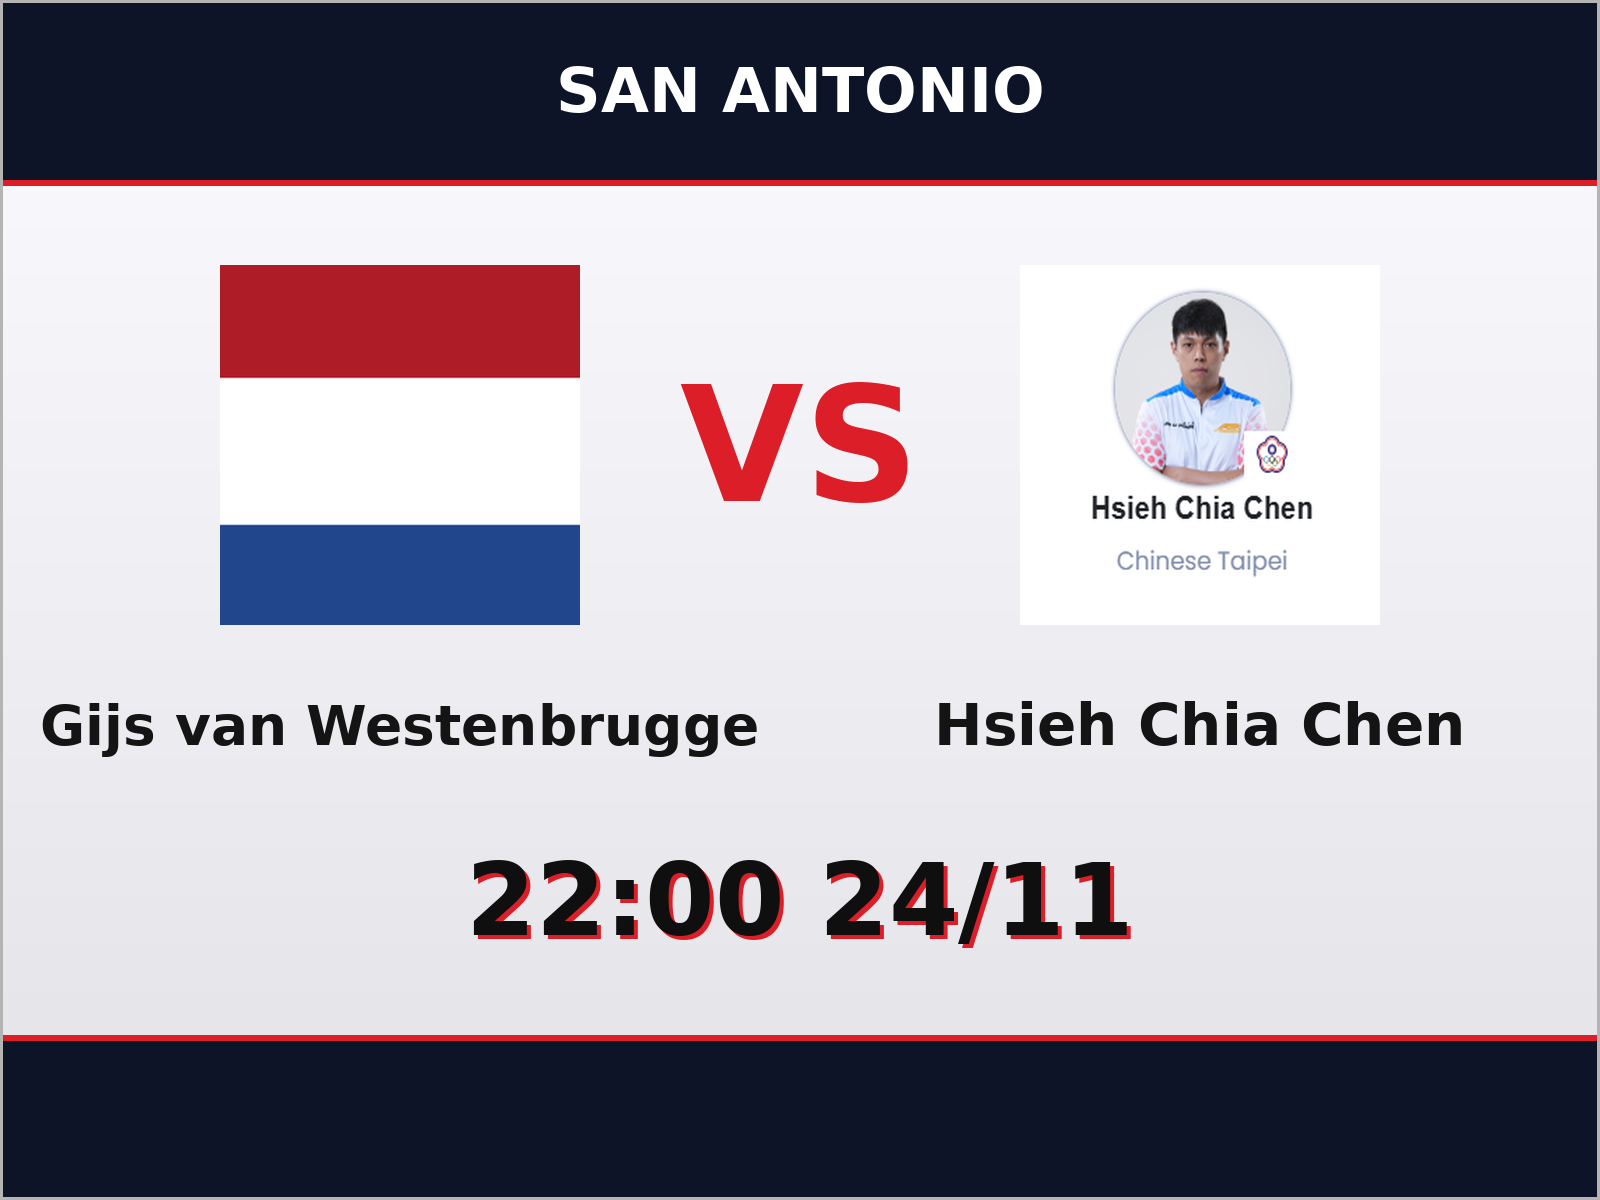 SAN ANTONIO
VS
Hsieh Chia Chen
Chinese Taipei
Gijs van Westenbrugge
Hsieh Chia Chen
22:00 24/11